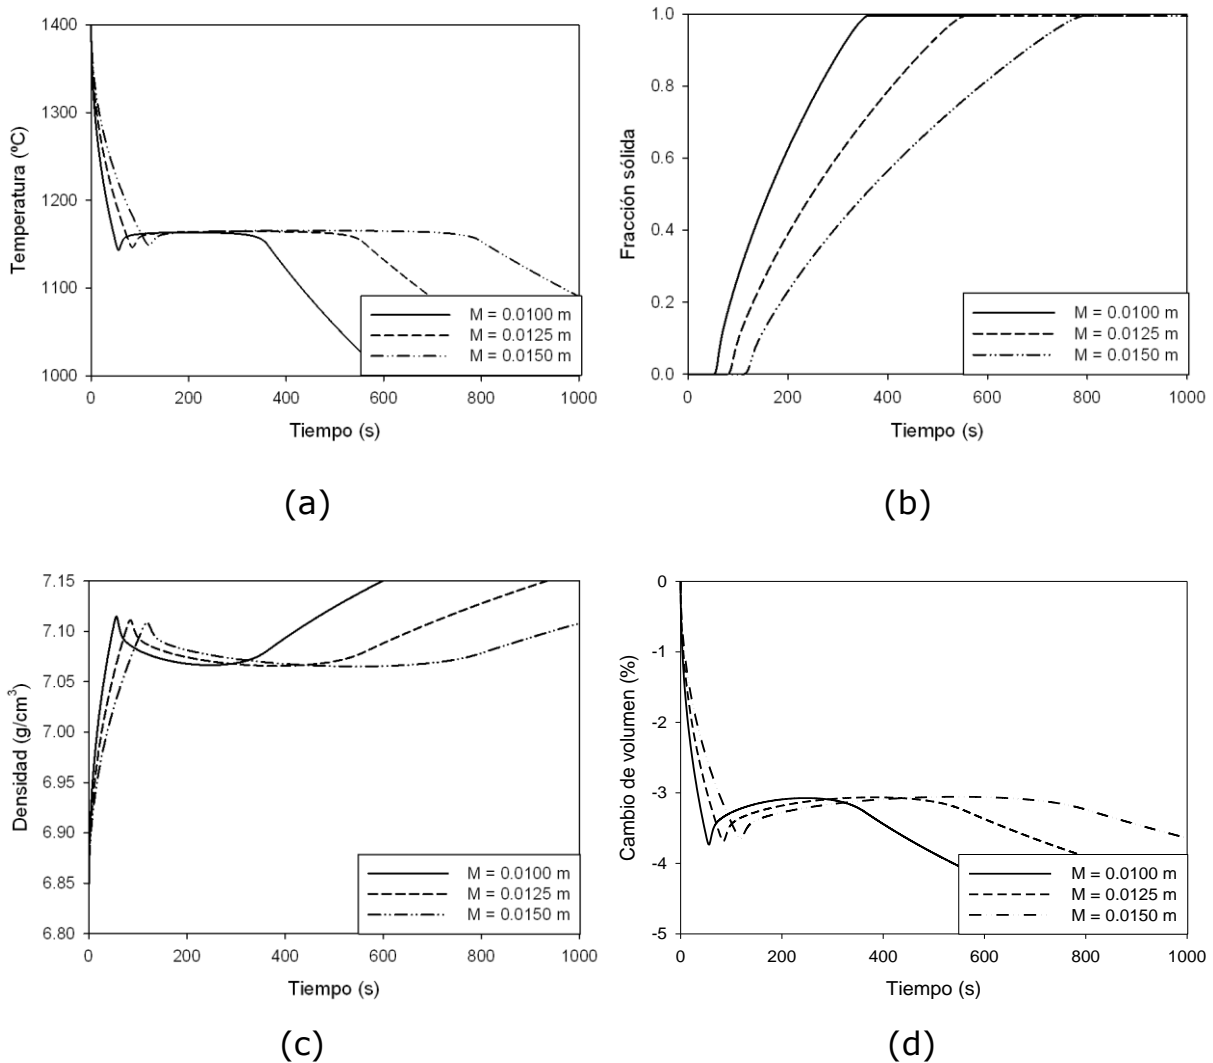 1400
1300
1200
1100
1000
Temperatura (ºC)
M = 0.0100 m
M = 0.0125 m
M = 0.0150 m
0 200 400 600 800 1000
Tiempo (s)
(a)
1.0
0.8
0.6
0.4
0.2
0.0
Fracción sólida
M = 0.0100 m
M = 0.0125 m
M = 0.0150 m
0 200 400 600 800 1000
Tiempo (s)
(b)
7.15
7.10
7.05
7.00
6.95
6.90
6.85
6.80
Densidad (g/cm³)
M = 0.0100 m
M = 0.0125 m
M = 0.0150 m
0 200 400 600 800 1000
Tiempo (s)
(c)
0
-1
-2
-3
-4
-5
Cambio de volumen (%)
M = 0.0100 m
M = 0.0125 m
M = 0.0150 m
0 200 400 600 800 1000
Tiempo (s)
(d)